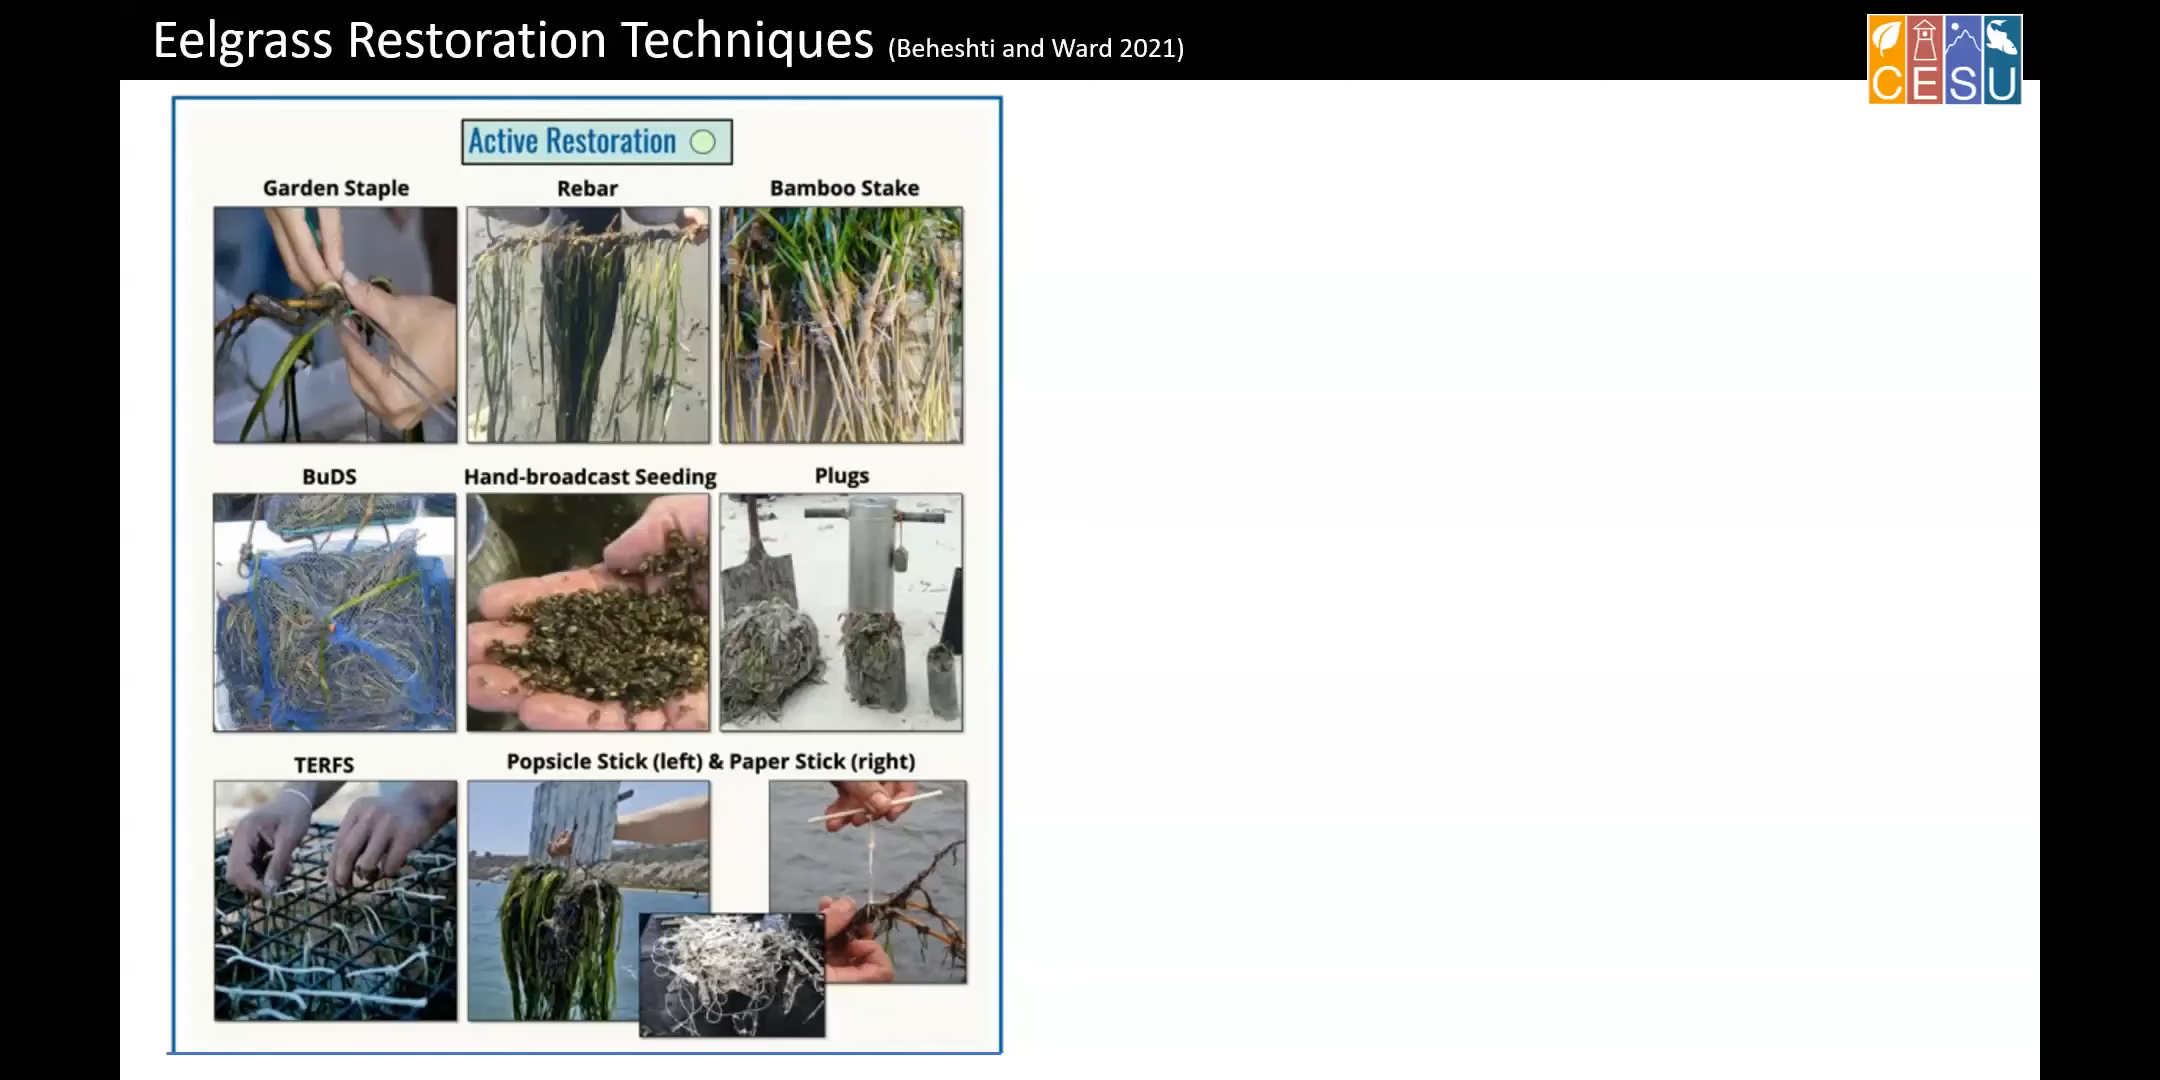 Eelgrass Restoration Techniques (Beheshti and Ward 2021)
CESU
Active Restoration
Garden Staple
Rebar
Bamboo Stake
BuDS
Hand-broadcast Seeding
Plugs
TERFS
Popsicle Stick (left) & Paper Stick (right)